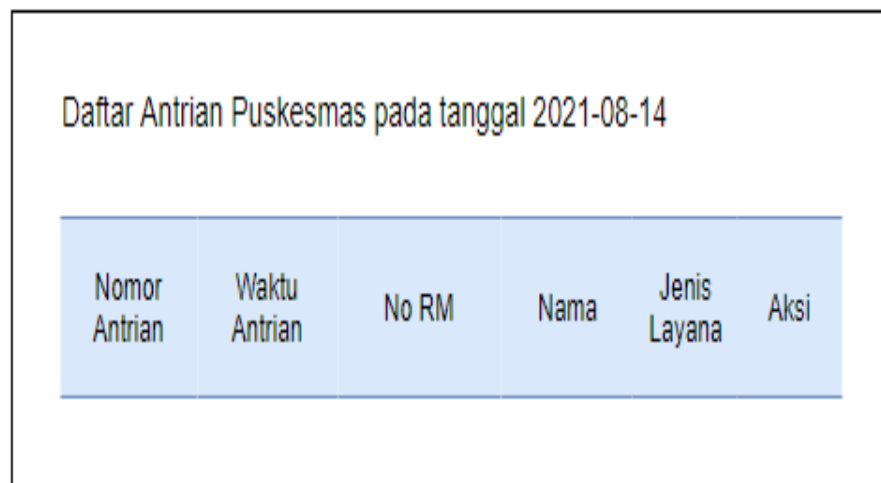 Daftar Antrian Puskesmas pada tanggal 2021-08-14
Nomor Antrian
Waktu Antrian
No RM
Nama
Jenis Layana
Aksi